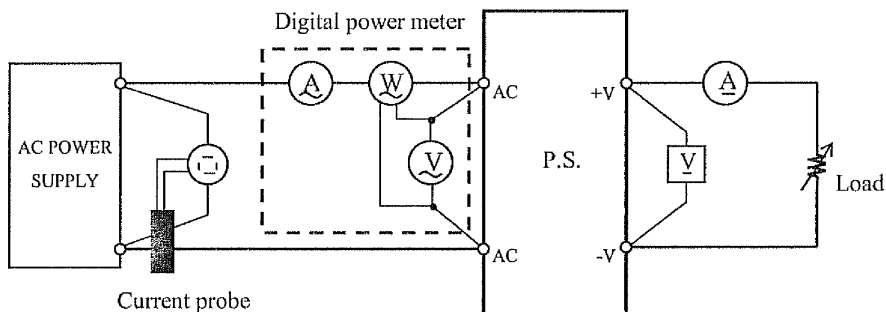 Digital power meter
AC POWER
SUPPLY
A
W
V
AC
AC
P.S.
+V
-V
A
V
Load
Current probe